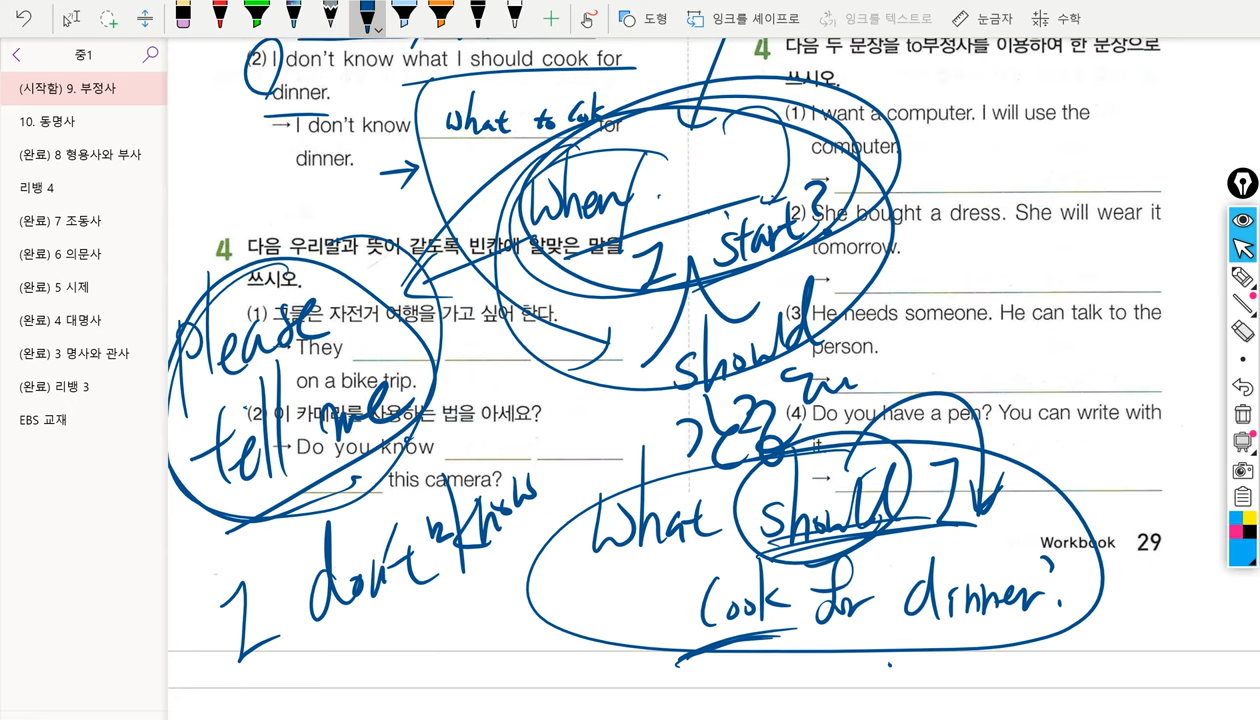 도형
잉크를 셰이프로
잉크를 텍스트로
눈금자
수학
중1
(시작함) 9. 부정사
10. 동명사
(완료) 8 형용사와 부사
리뱅 4
(완료) 7 조동사
(완료) 6 의문사
(완료) 5 시제
(완료) 4 대명사
(완료) 3 명사와 관사
(완료) 리뱅 3
EBS 교재
(2) I don't know what I should cook for
dinner.
→ I don't know what to cook for
dinner.
4 다음 우리말과 뜻이 같도록 빈칸에 알맞은 말을
쓰시오.
(1) 그들은 자전거 여행을 가고 싶어 한다.
→ They
on a bike trip.
(2) 이 카메라를 사용하는 법을 아세요?
→ Do you know
this camera?
4 다음 두 문장을 to부정사를 이용하여 한 문장으로
쓰시오.
(1) I want a computer. I will use the
computer.
→
(2) She bought a dress. She will wear it
tomorrow.
→
(3) He needs someone. He can talk to the
person.
→
(4) Do you have a pen? You can write with
it.
→
Workbook 29
When
I start?
should
please
tell me
I don't know
What should I
cook for dinner?